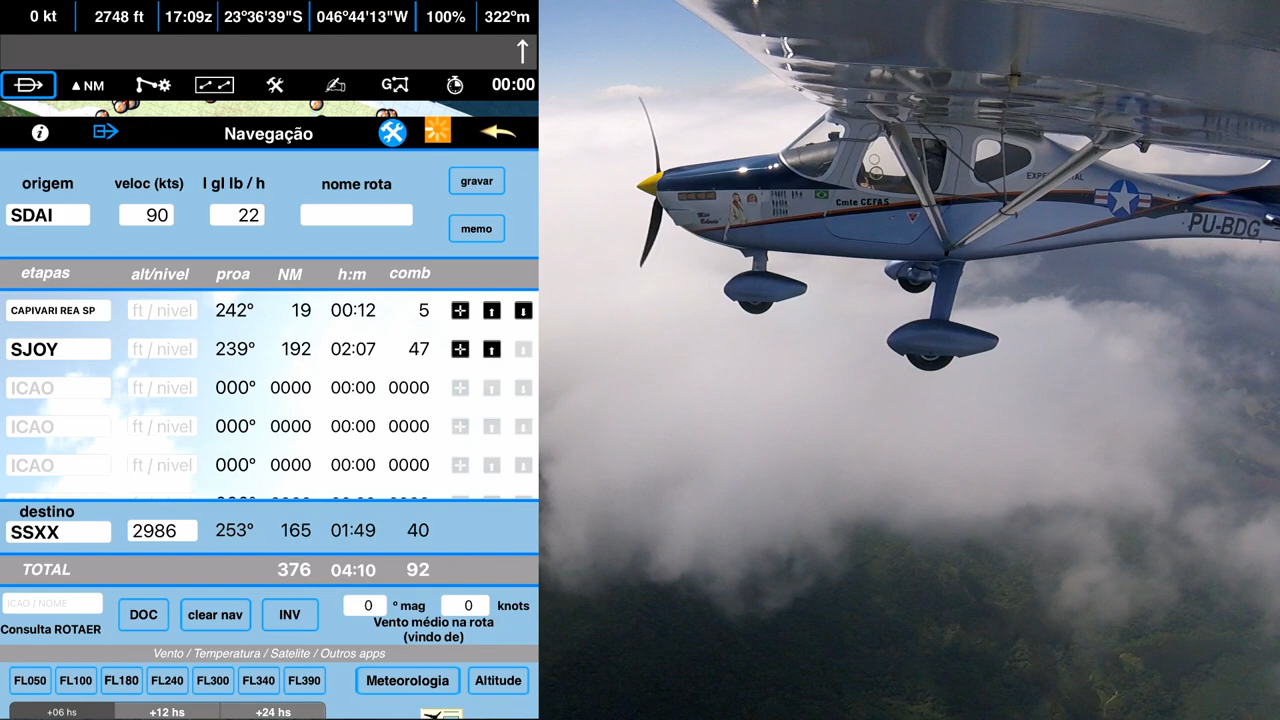 0 kt 2748 ft 17:09z 23°36'39"S 046°44'13"W 100% 322ºm
▲NM G 00:00
Navegação
origem veloc (kts) l gl lb / h nome rota gravar
SDAI 90 22 memo
etapas alt/nivel proa NM h:m comb
CAPIVARI REA SP ft / nivel 242° 19 00:12 5
SJOY ft / nivel 239° 192 02:07 47
ICAO ft / nivel 000° 0000 00:00 0000
ICAO ft / nivel 000° 0000 00:00 0000
ICAO ft / nivel 000° 0000 00:00 0000
destino
SSXX 2986 253° 165 01:49 40
TOTAL 376 04:10 92
ICAO / NOME DOC clear nav INV 0 º mag 0 knots
Consulta ROTAER Vento médio na rota
(vindo de)
Vento / Temperatura / Satelite / Outros apps
FL050 FL100 FL180 FL240 FL300 FL340 FL390 Meteorologia Altitude
+06 hs +12 hs +24 hs
Cmte CEFAS
PU-BDG